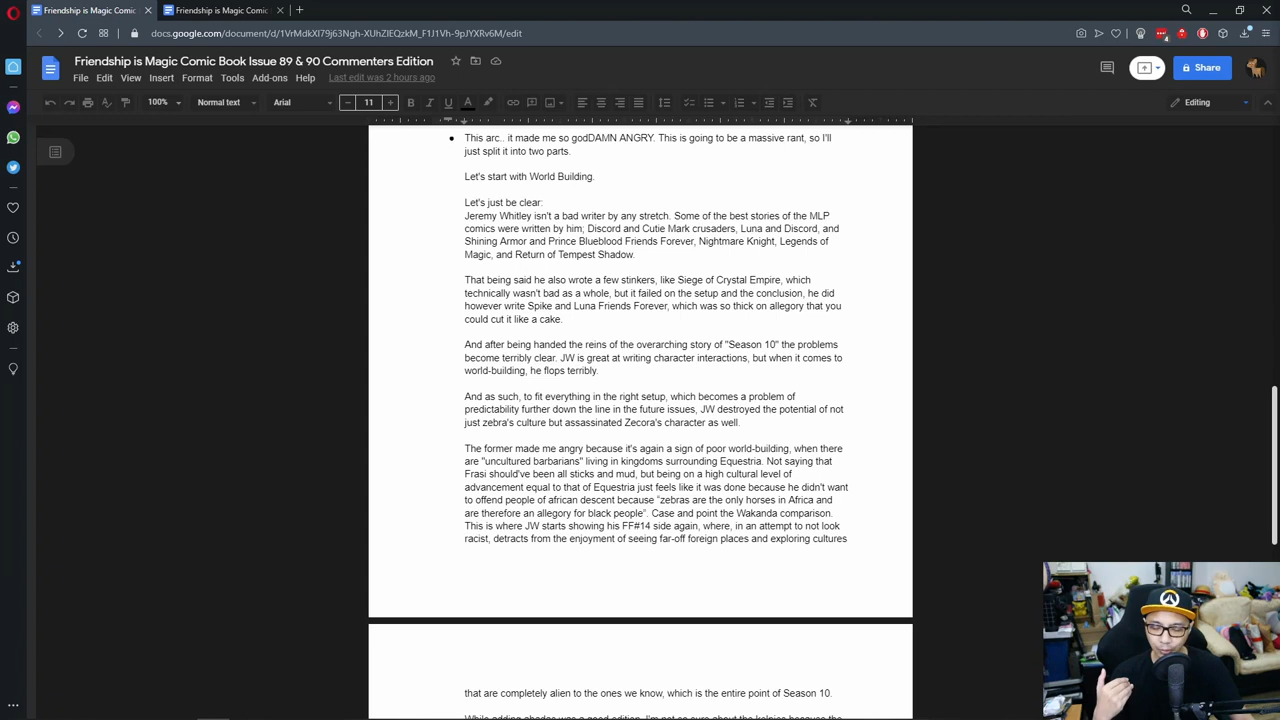 Friendship is Magic Comic
Friendship is Magic Comic
docs.google.com/document/d/1VrMdkXl79j63Ngh-XUhZIEQzkM_F1J1Vh-9pJYXRv6M/edit
Friendship is Magic Comic Book Issue 89 & 90 Commenters Edition
Share
File Edit View Insert Format Tools Add-ons Help Last edit was 2 hours ago
100% Normal text Arial 11 Editing
This arc.. it made me so godDAMN ANGRY. This is going to be a massive rant, so I'll
just split it into two parts.
Let's start with World Building.
Let's just be clear:
Jeremy Whitley isn't a bad writer by any stretch. Some of the best stories of the MLP
comics were written by him; Discord and Cutie Mark crusaders, Luna and Discord, and
Shining Armor and Prince Blueblood Friends Forever, Nightmare Knight, Legends of
Magic, and Return of Tempest Shadow.
That being said he also wrote a few stinkers, like Siege of Crystal Empire, which
technically wasn't bad as a whole, but it failed on the setup and the conclusion, he did
however write Spike and Luna Friends Forever, which was so thick on allegory that you
could cut it like a cake.
And after being handed the reins of the overarching story of "Season 10" the problems
become terribly clear. JW is great at writing character interactions, but when it comes to
world-building, he flops terribly.
And as such, to fit everything in the right setup, which becomes a problem of
predictability further down the line in the future issues, JW destroyed the potential of not
just zebra's culture but assassinated Zecora's character as well.
The former made me angry because it's again a sign of poor world-building, when there
are "uncultured barbarians" living in kingdoms surrounding Equestria. Not saying that
Frasi should've been all sticks and mud, but being on a high cultural level of
advancement equal to that of Equestria just feels like it was done because he didn't want
to offend people of african descent because "zebras are the only horses in Africa and
are therefore an allegory for black people". Case and point the Wakanda comparison.
This is where JW starts showing his FF#14 side again, where, in an attempt to not look
racist, detracts from the enjoyment of seeing far-off foreign places and exploring cultures
that are completely alien to the ones we know, which is the entire point of Season 10.